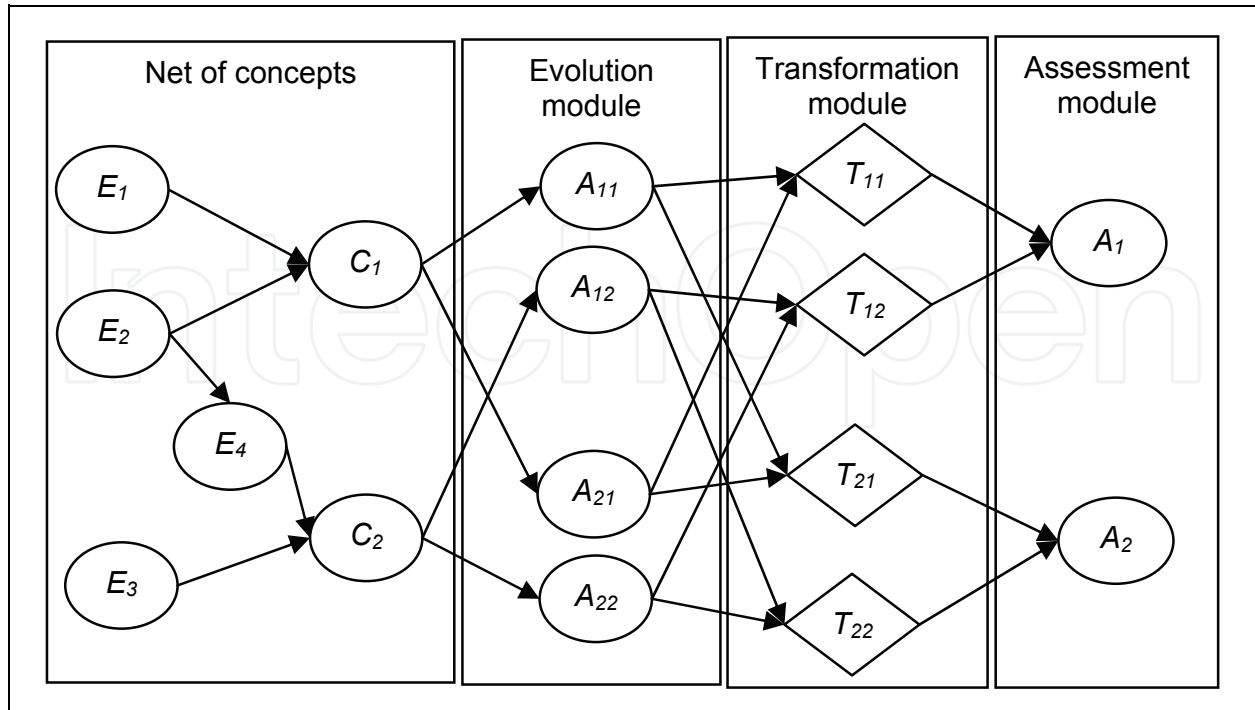 Net of concepts
Evolution
module
Transformation
module
Assessment
module
E1
E2
E4
E3
C1
C2
A11
A12
A21
A22
T11
T12
T21
T22
A1
A2
IntechOpen